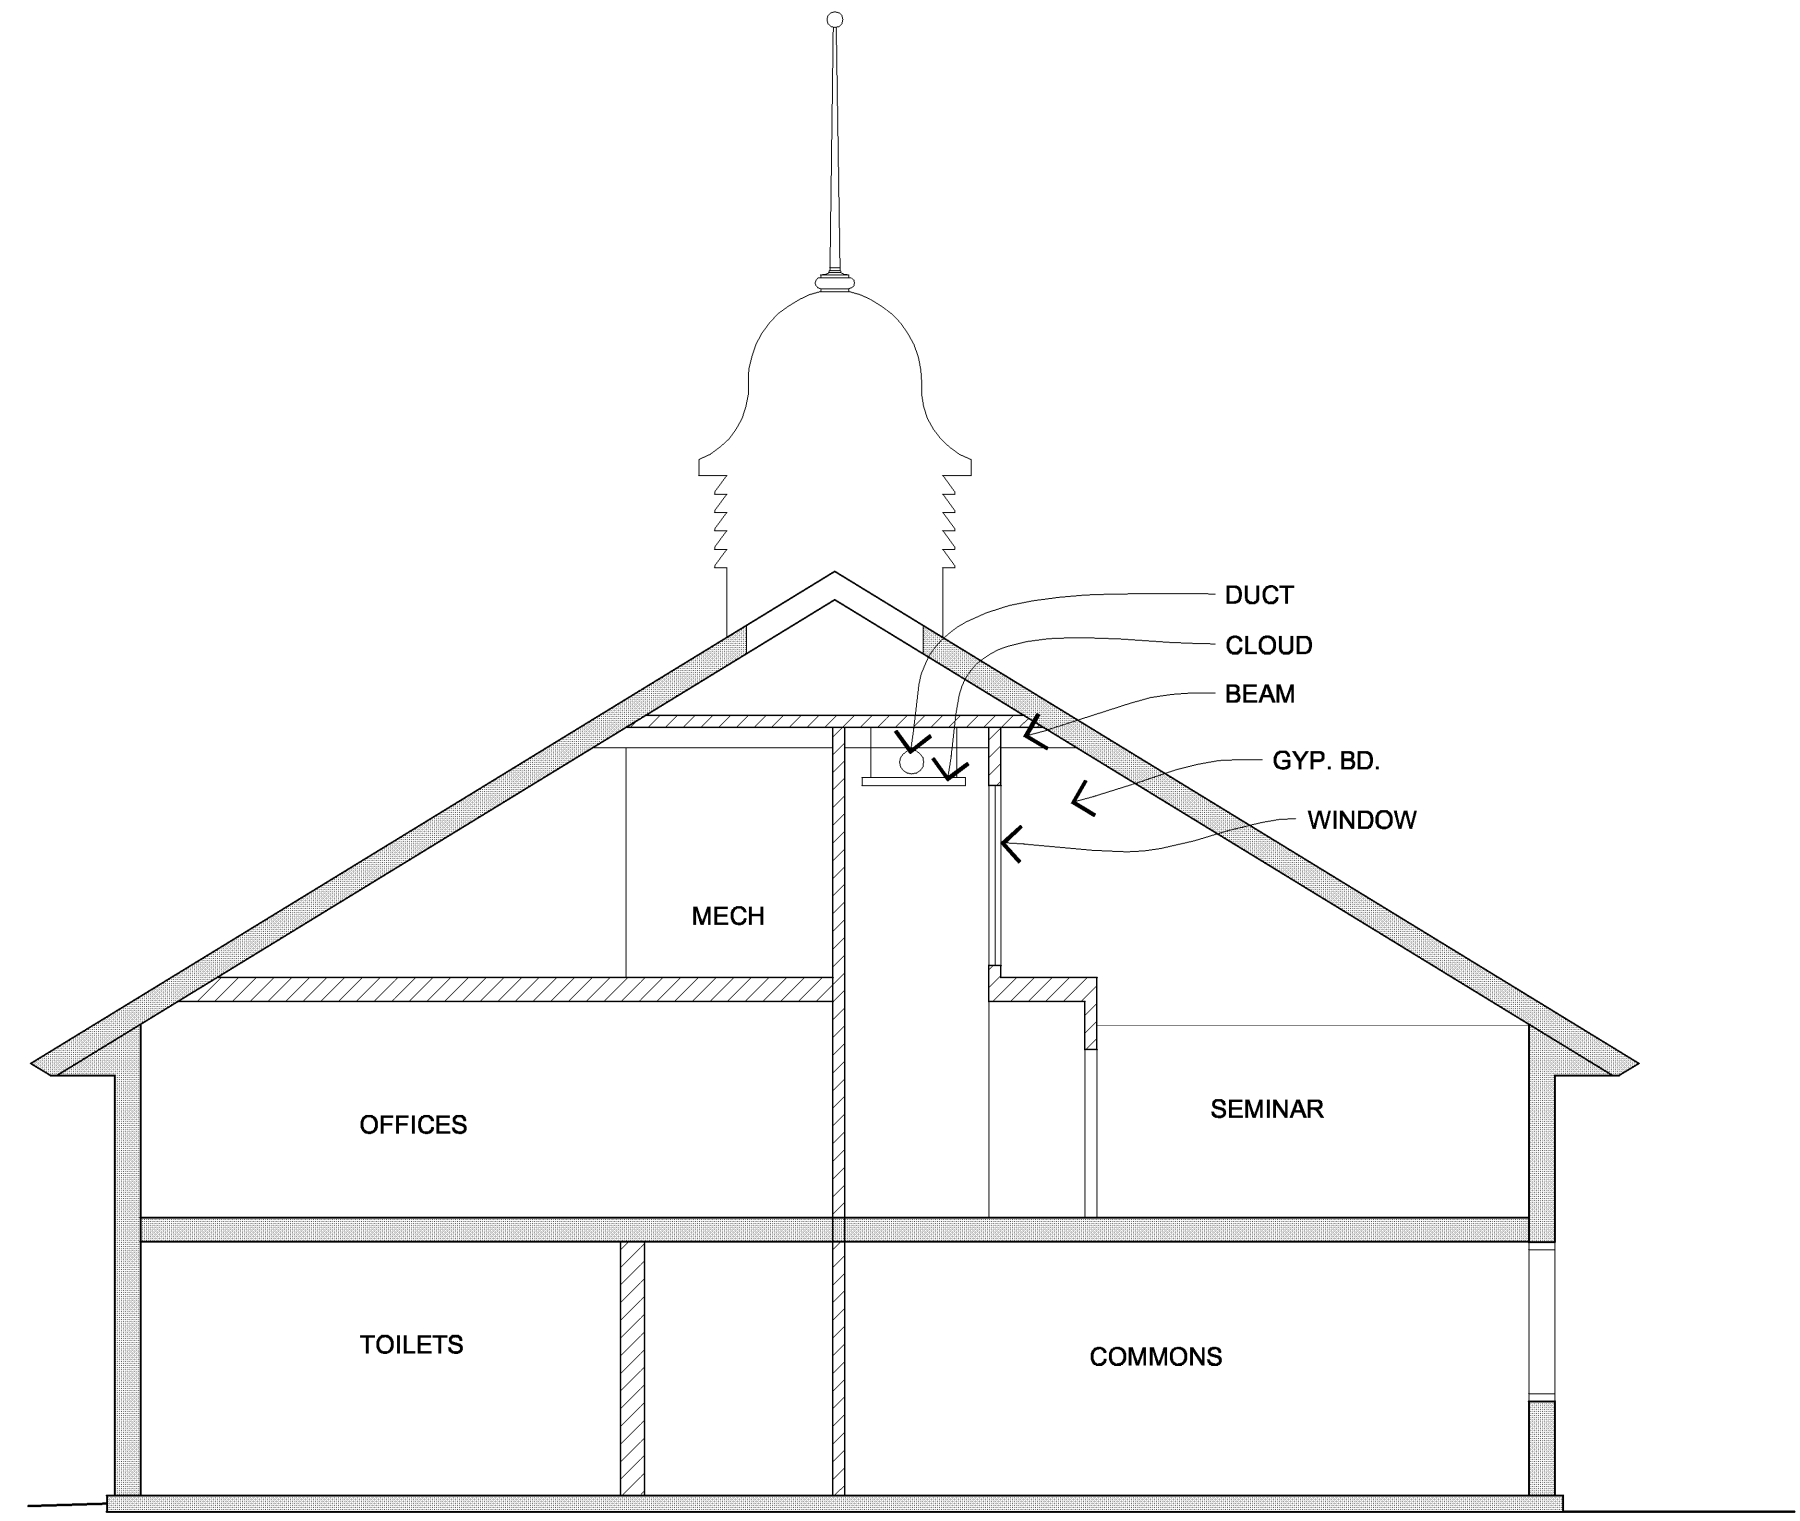 DUCT
CLOUD
BEAM
GYP. BD.
WINDOW
MECH
OFFICES
SEMINAR
TOILETS
COMMONS